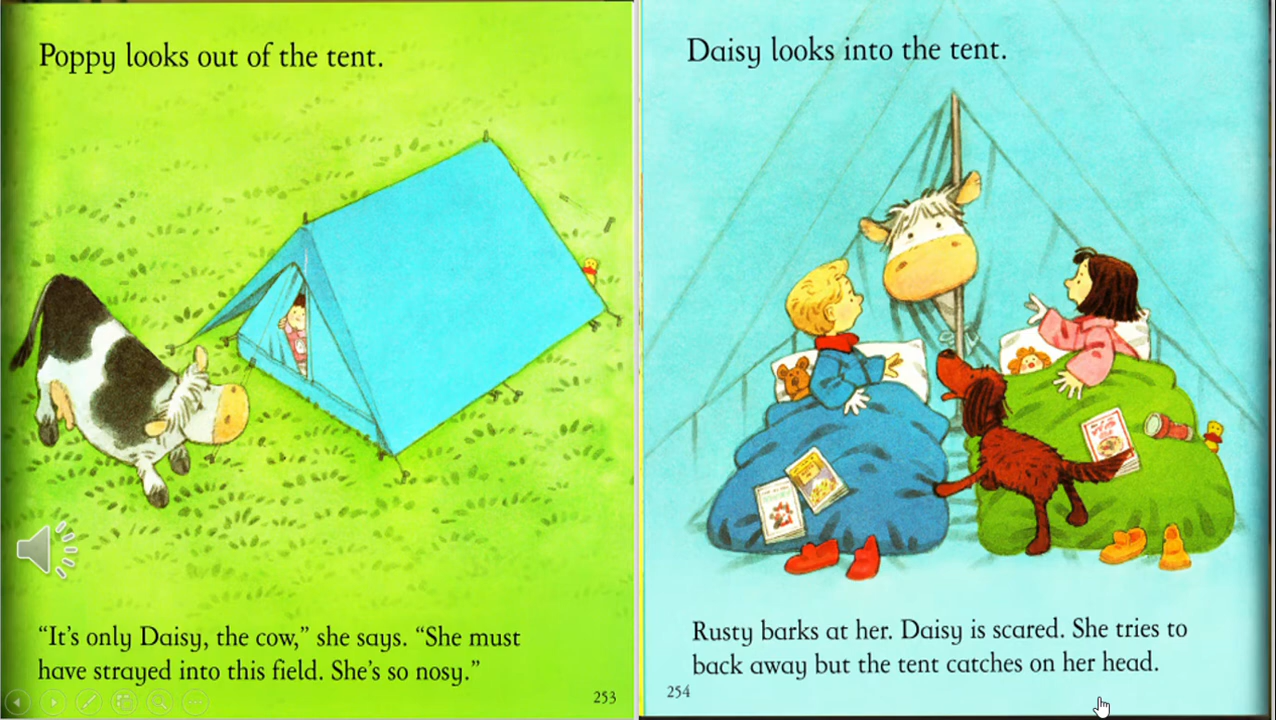 Poppy looks out of the tent.
“It’s only Daisy, the cow,” she says. “She must
have strayed into this field. She’s so nosy.”
253
Daisy looks into the tent.
Rusty barks at her. Daisy is scared. She tries to
back away but the tent catches on her head.
254